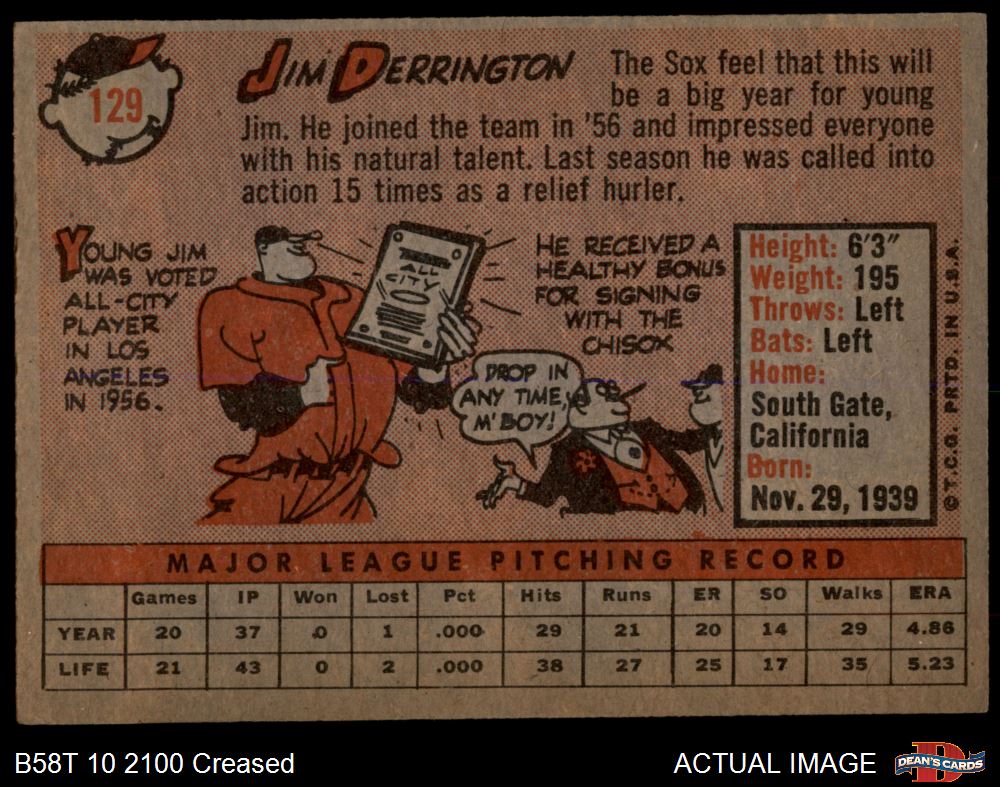 129
JIM DERRINGTON
The Sox feel that this will
be a big year for young
Jim. He joined the team in '56 and impressed everyone
with his natural talent. Last season he was called into
action 15 times as a relief hurler.
YOUNG JIM
WAS VOTED
ALL-CITY
PLAYER
IN LOS
ANGELES
IN 1956.
ALL
CITY
HE RECEIVED A
HEALTHY BONUS
FOR SIGNING
WITH THE
CHISOX
DROP IN
ANY TIME,
M'BOY!
Height: 6'3"
Weight: 195
Throws: Left
Bats: Left
Home:
South Gate,
California
Born:
Nov. 29, 1939
© T.C.G. PRTD. IN U.S.A.
MAJOR LEAGUE PITCHING RECORD
Games IP Won Lost Pct Hits Runs ER SO Walks ERA
YEAR 20 37 0 1 .000 29 21 20 14 29 4.86
LIFE 21 43 0 2 .000 38 27 25 17 35 5.23
B58T 10 2100 Creased
ACTUAL IMAGE
D
DEAN'S CARDS